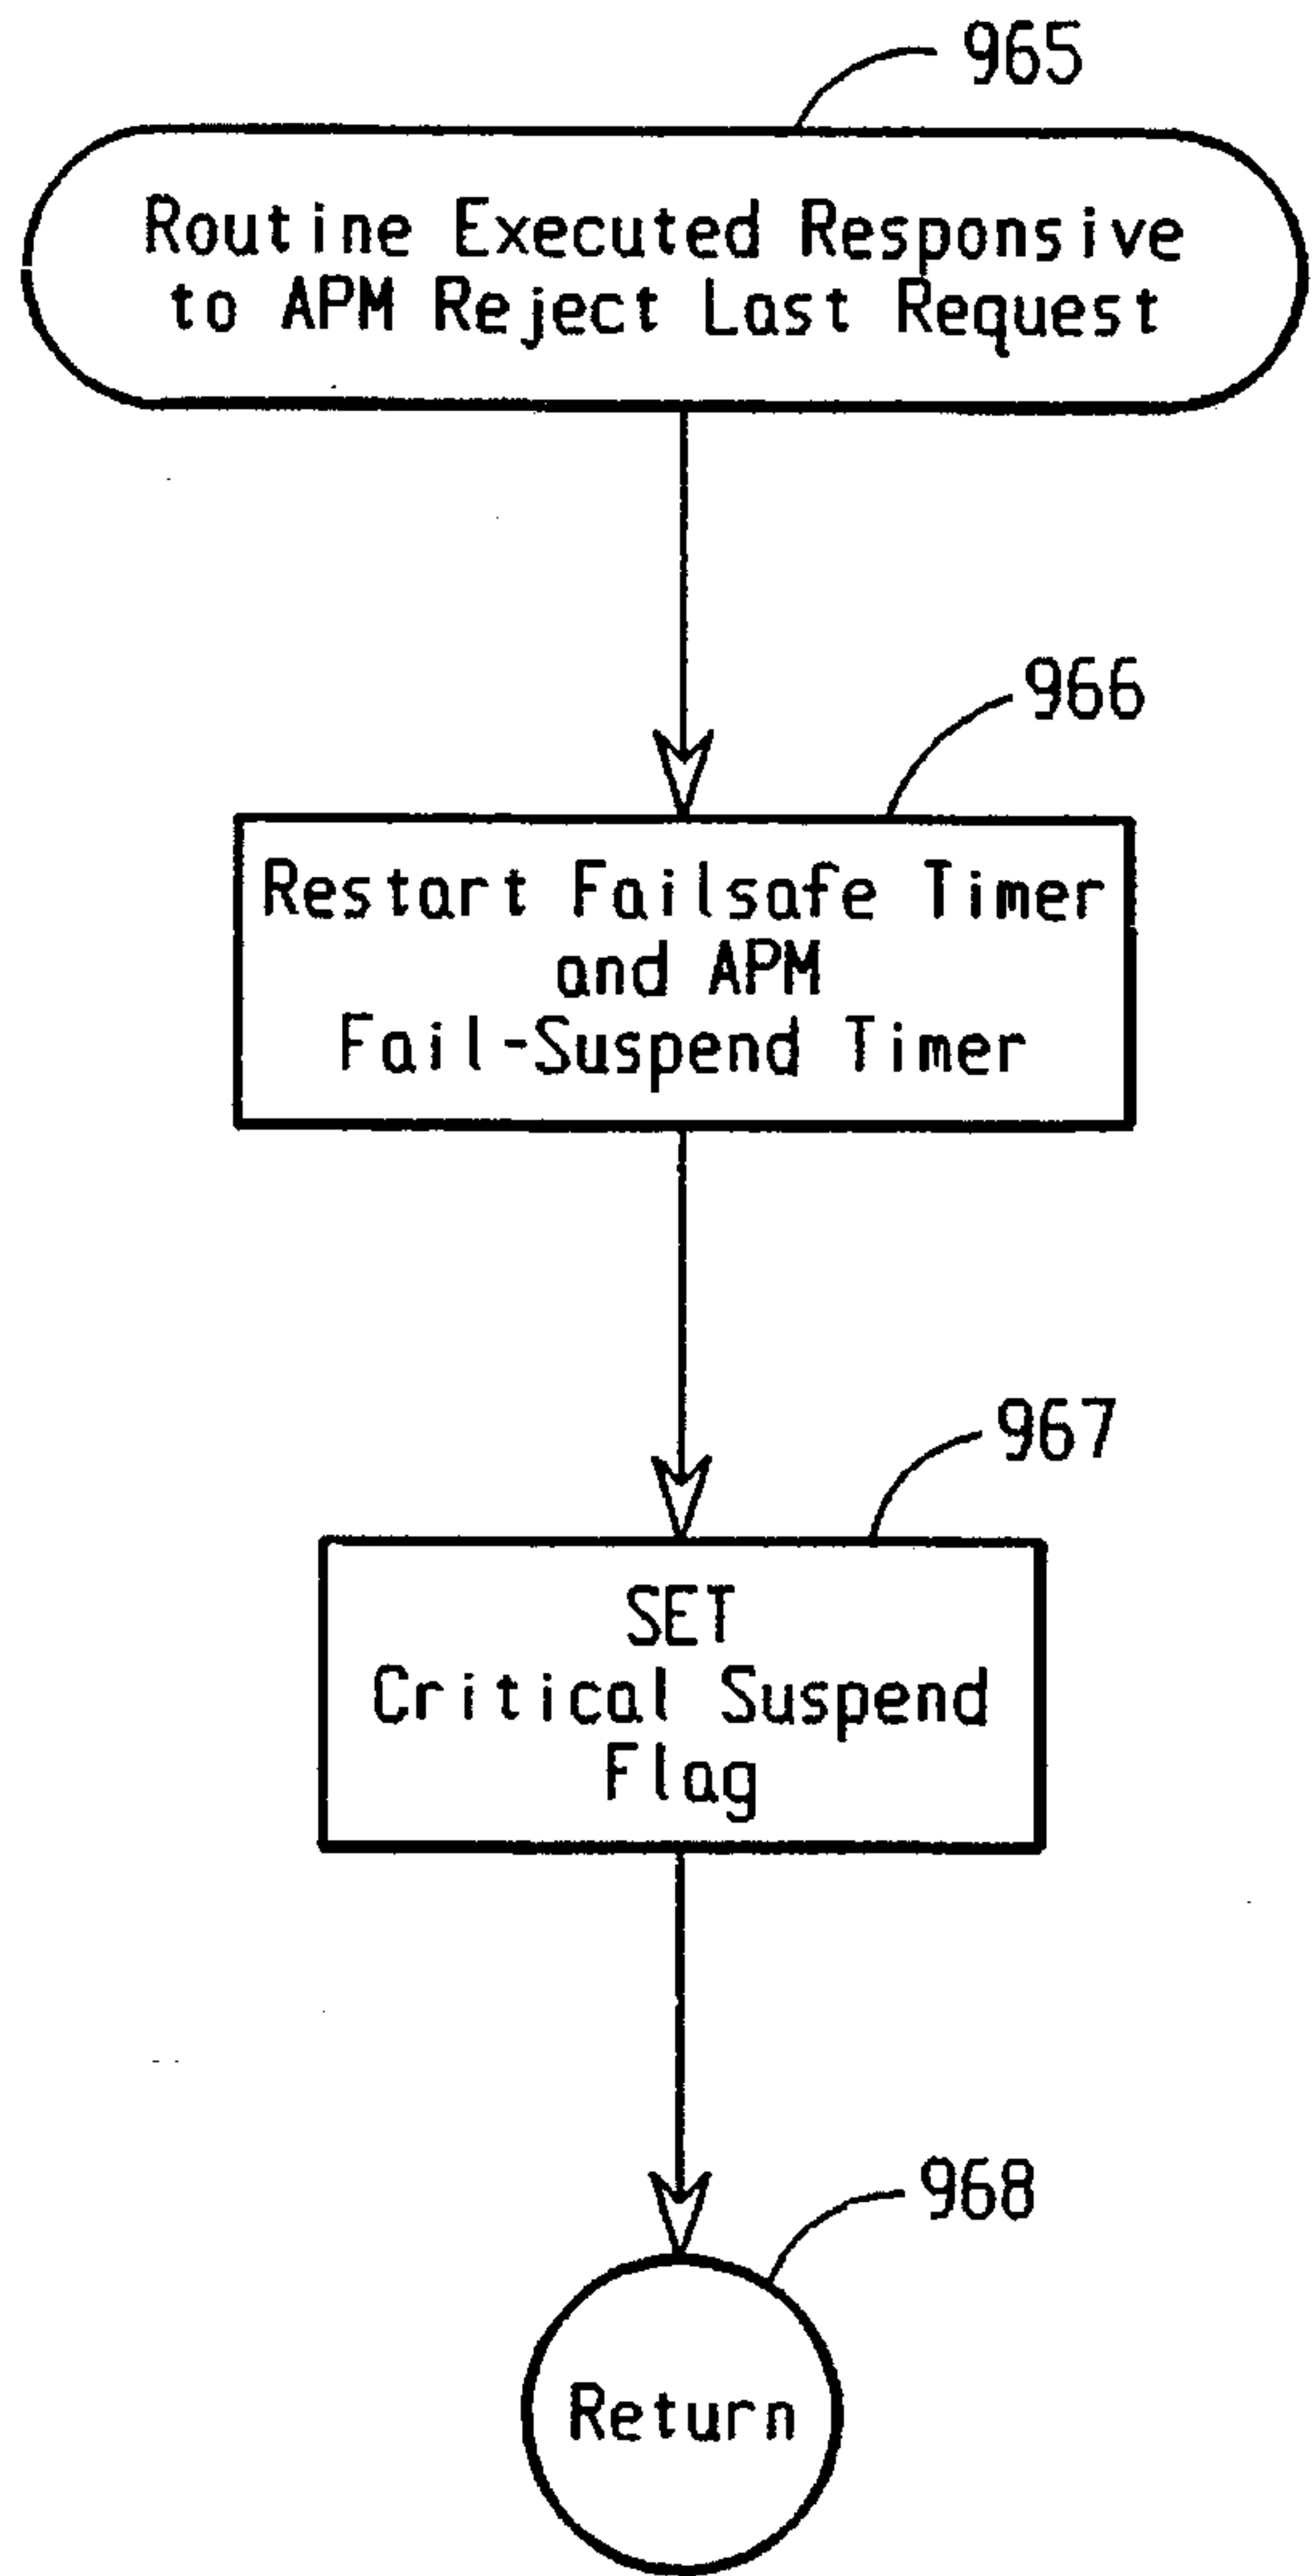 965
Routine Executed Responsive
to APM Reject Last Request
966
Restart Failsafe Timer
and APM
Fail-Suspend Timer
967
SET
Critical Suspend
Flag
968
Return